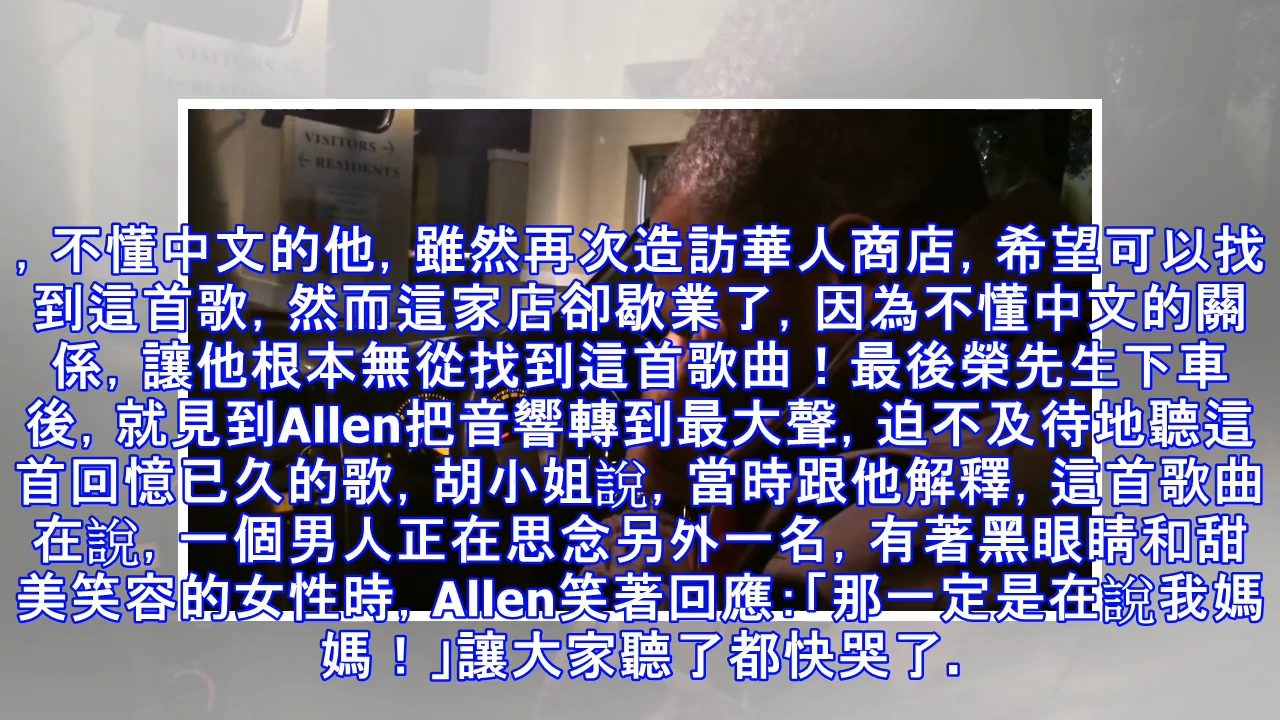 VISITORS →
← RESIDENTS
VISITORS →
← RESIDENTS
, 不懂中文的他, 雖然再次造訪華人商店, 希望可以找
到這首歌, 然而這家店卻歇業了, 因為不懂中文的關
係, 讓他根本無從找到這首歌曲！最後榮先生下車
後, 就見到Allen把音響轉到最大聲, 迫不及待地聽這
首回憶已久的歌, 胡小姐說, 當時跟他解釋, 這首歌曲
在說, 一個男人正在思念另外一名, 有著黑眼睛和甜
美笑容的女性時, Allen笑著回應:「那一定是在說我媽
媽！」讓大家聽了都快哭了.